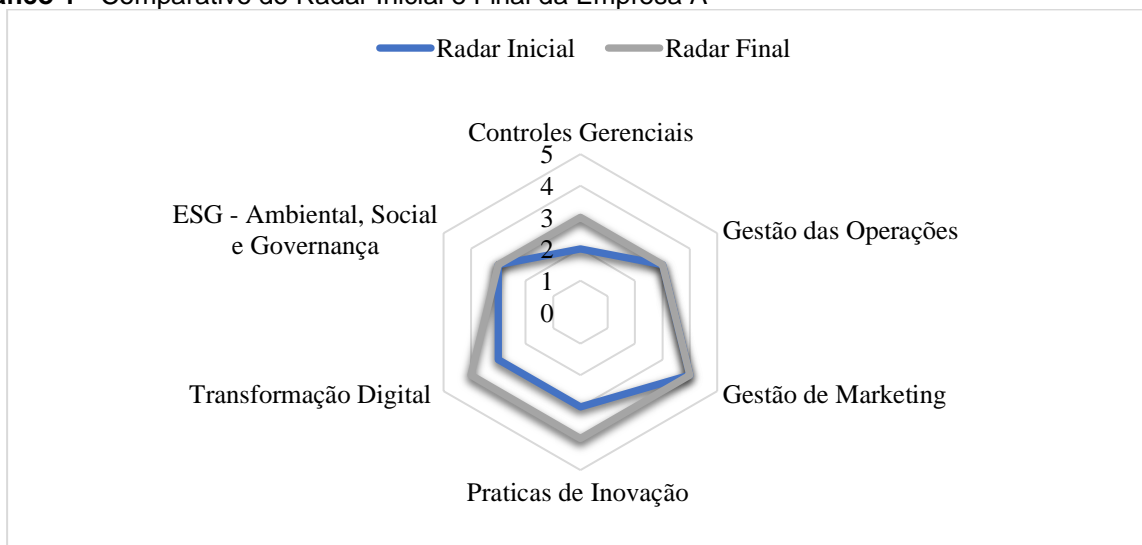 Comparativo do Radar Inicial e Final da Empresa A
Radar Inicial
Radar Final
Controles Gerenciais
5
4
3
2
1
0
Gestão das Operações
Gestão de Marketing
Praticas de Inovação
Transformação Digital
ESG - Ambiental, Social
e Governança